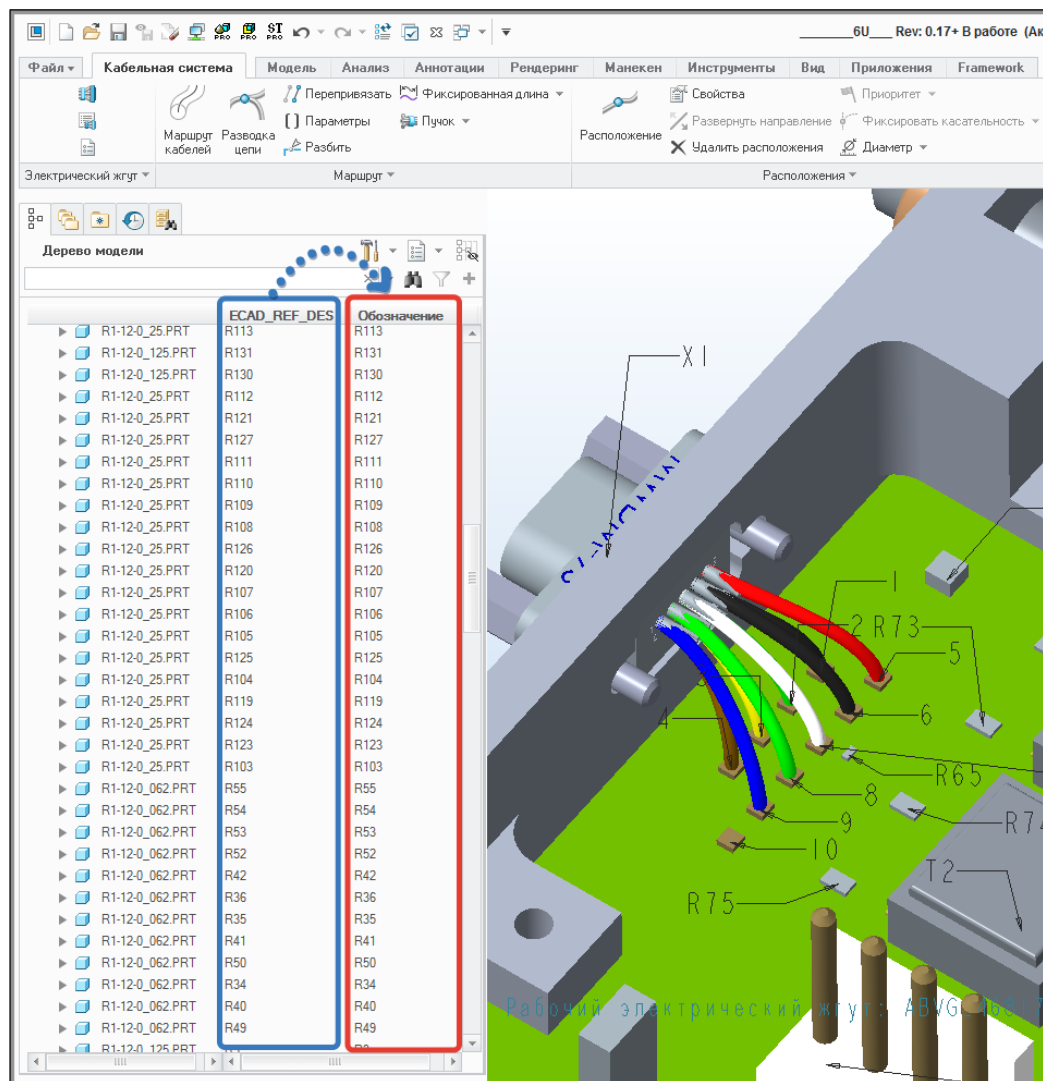 PRO PRO ST PRO
______6U___ Rev: 0.17+ В работе (Ак
Файл Кабельная система Модель Анализ Аннотации Рендеринг Манекен Инструменты Вид Приложения Framework
Маршрут кабелей
Разводка цепи
Перепривязать Фиксированная длина
Параметры Пучок
Разбить
Расположение
Свойства Приоритет
Развернуть направление Фиксировать касательность
Удалить расположения Диаметр
Электрический жгут Маршрут Расположения
Дерево модели
ECAD_REF_DES Обозначение
R1-12-0_25.PRT R113 R113
R1-12-0_125.PRT R131 R131
R1-12-0_125.PRT R130 R130
R1-12-0_25.PRT R112 R112
R1-12-0_25.PRT R121 R121
R1-12-0_25.PRT R127 R127
R1-12-0_25.PRT R111 R111
R1-12-0_25.PRT R110 R110
R1-12-0_25.PRT R109 R109
R1-12-0_25.PRT R108 R108
R1-12-0_25.PRT R126 R126
R1-12-0_25.PRT R120 R120
R1-12-0_25.PRT R107 R107
R1-12-0_25.PRT R106 R106
R1-12-0_25.PRT R105 R105
R1-12-0_25.PRT R125 R125
R1-12-0_25.PRT R104 R104
R1-12-0_25.PRT R119 R119
R1-12-0_25.PRT R124 R124
R1-12-0_25.PRT R123 R123
R1-12-0_25.PRT R103 R103
R1-12-0_062.PRT R55 R55
R1-12-0_062.PRT R54 R54
R1-12-0_062.PRT R53 R53
R1-12-0_062.PRT R52 R52
R1-12-0_062.PRT R42 R42
R1-12-0_062.PRT R36 R36
R1-12-0_062.PRT R35 R35
R1-12-0_062.PRT R41 R41
R1-12-0_062.PRT R50 R50
R1-12-0_062.PRT R34 R34
R1-12-0_062.PRT R40 R40
R1-12-0_062.PRT R49 R49
R1-12-0_125.PRT
X1
1
2 R73
5
4
6
R65
8
9
R74
10
T2
R75
Рабочий электрический жгут: ABVG